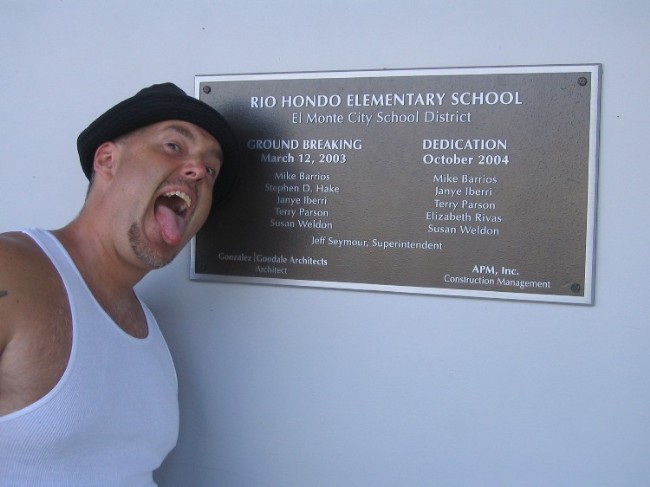 RIO HONDO ELEMENTARY SCHOOL
El Monte City School District
GROUND BREAKING
March 12, 2003
Mike Barrios
Stephen D. Hake
Janye Iberri
Terry Parson
Susan Weldon
DEDICATION
October 2004
Mike Barrios
Janye Iberri
Terry Parson
Elizabeth Rivas
Susan Weldon
Jeff Seymour, Superintendent
Gonzalez | Goodale Architects
Architect
APM, Inc.
Construction Management